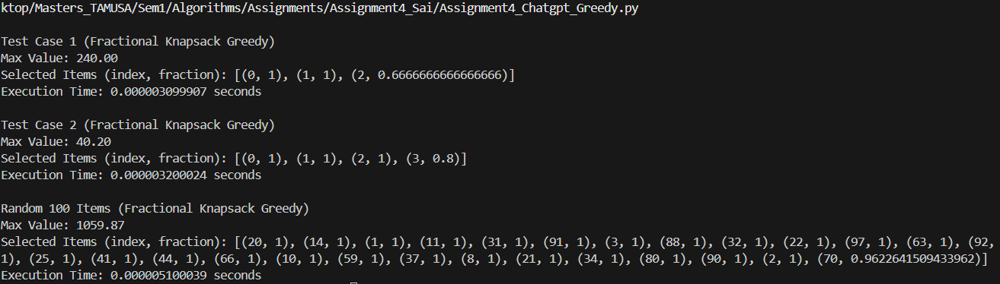 ktop/Masters_TAMUSA/Sem1/Algorithms/Assignments/Assignment4_Sai/Assignment4_Chatgpt_Greedy.py
Test Case 1 (Fractional Knapsack Greedy)
Max Value: 240.00
Selected Items (index, fraction): [(0, 1), (1, 1), (2, 0.6666666666666666)]
Execution Time: 0.000003099907 seconds
Test Case 2 (Fractional Knapsack Greedy)
Max Value: 40.20
Selected Items (index, fraction): [(0, 1), (1, 1), (2, 1), (3, 0.8)]
Execution Time: 0.000003200024 seconds
Random 100 Items (Fractional Knapsack Greedy)
Max Value: 1059.87
Selected Items (index, fraction): [(20, 1), (14, 1), (1, 1), (11, 1), (31, 1), (91, 1), (3, 1), (88, 1), (32, 1), (22, 1), (97, 1), (63, 1), (92,
1), (25, 1), (41, 1), (44, 1), (66, 1), (10, 1), (59, 1), (37, 1), (8, 1), (21, 1), (34, 1), (80, 1), (90, 1), (2, 1), (70, 0.9622641509433962)]
Execution Time: 0.000005100039 seconds